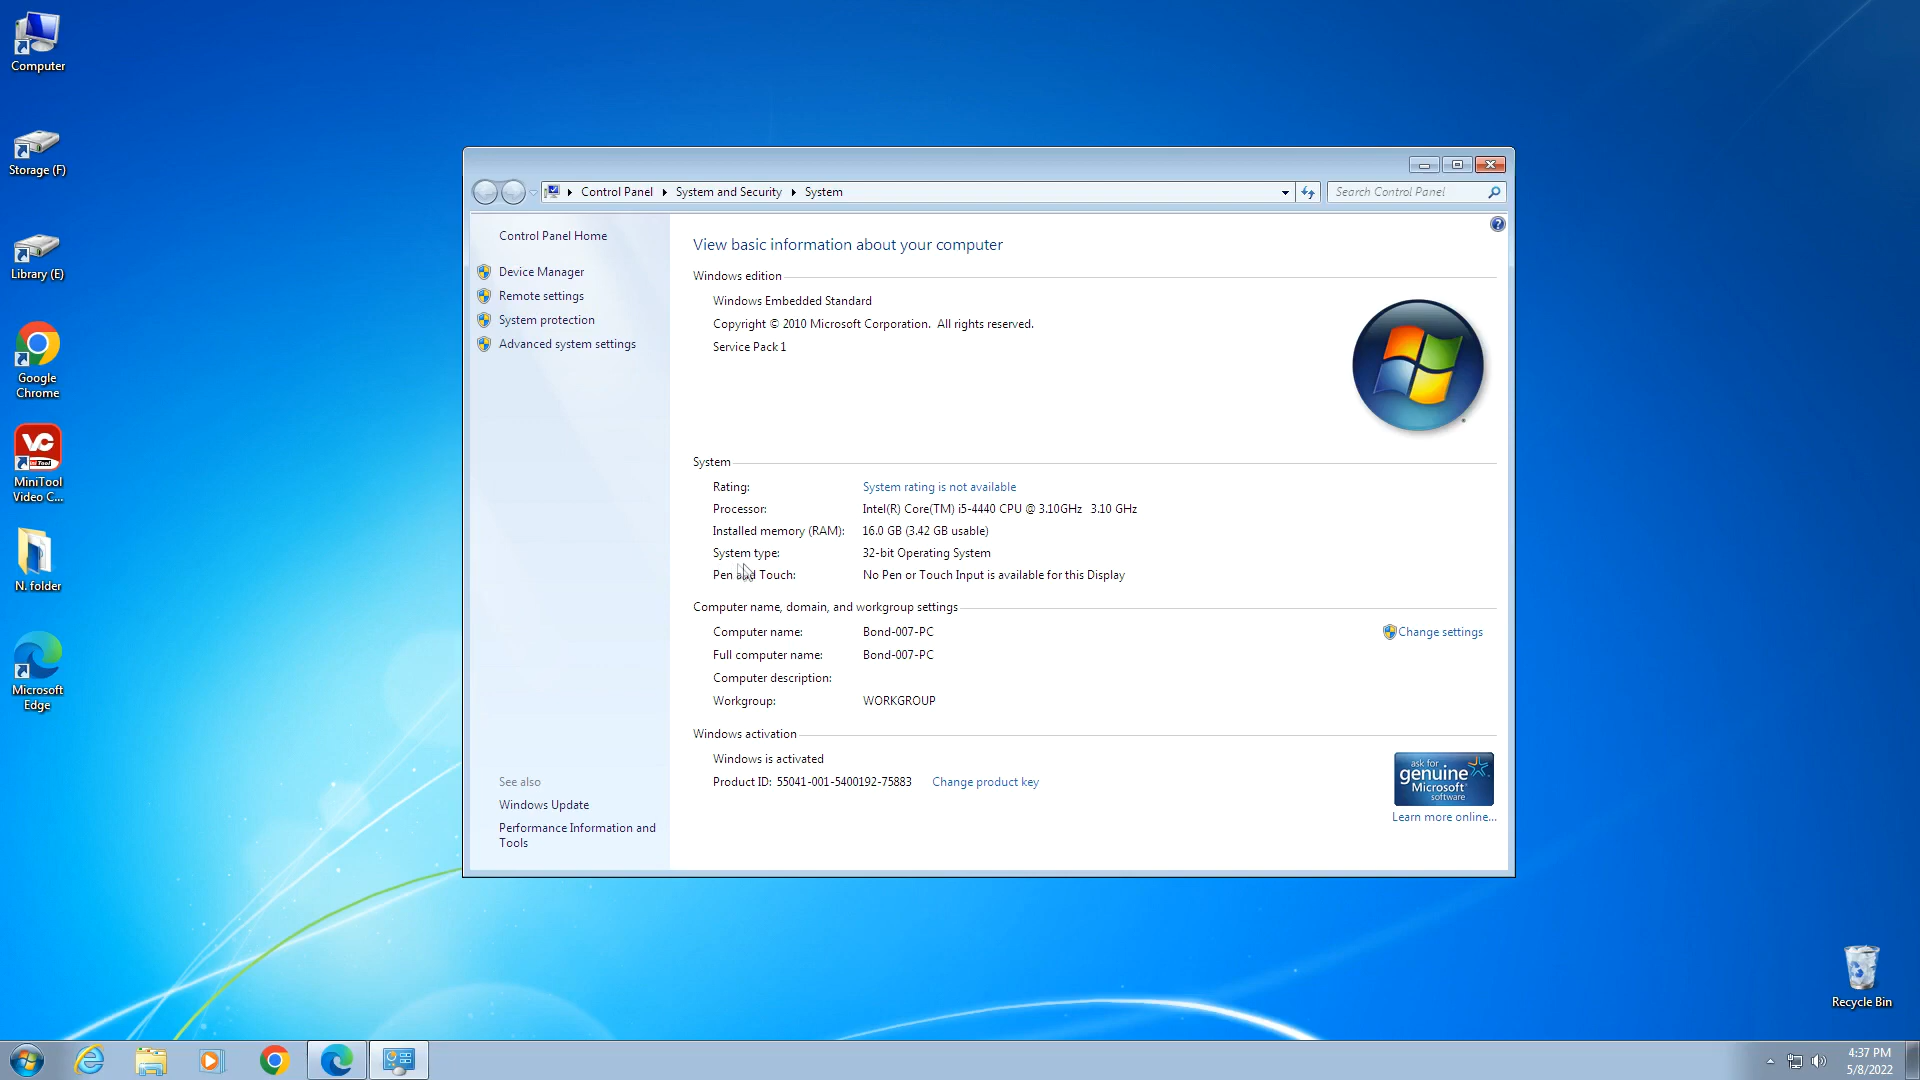 Computer
Storage (F)
Library (E)
Google
Chrome
VC
MiniTool
Video C...
N. folder
Microsoft
Edge
Control Panel
System and Security
System
Search Control Panel
Control Panel Home
Device Manager
Remote settings
System protection
Advanced system settings
See also
Windows Update
Performance Information and
Tools
View basic information about your computer
Windows edition
Windows Embedded Standard
Copyright © 2010 Microsoft Corporation.  All rights reserved.
Service Pack 1
System
Rating: System rating is not available
Processor: Intel(R) Core(TM) i5-4440 CPU @ 3.10GHz   3.10 GHz
Installed memory (RAM): 16.0 GB (3.42 GB usable)
System type: 32-bit Operating System
Pen and Touch: No Pen or Touch Input is available for this Display
Computer name, domain, and workgroup settings
Computer name: Bond-007-PC
Change settings
Full computer name: Bond-007-PC
Computer description:
Workgroup: WORKGROUP
Windows activation
Windows is activated
Product ID: 55041-001-5400192-75883 Change product key
ask for
genuine
Microsoft
software
Learn more online...
Recycle Bin
4:37 PM
5/8/2022